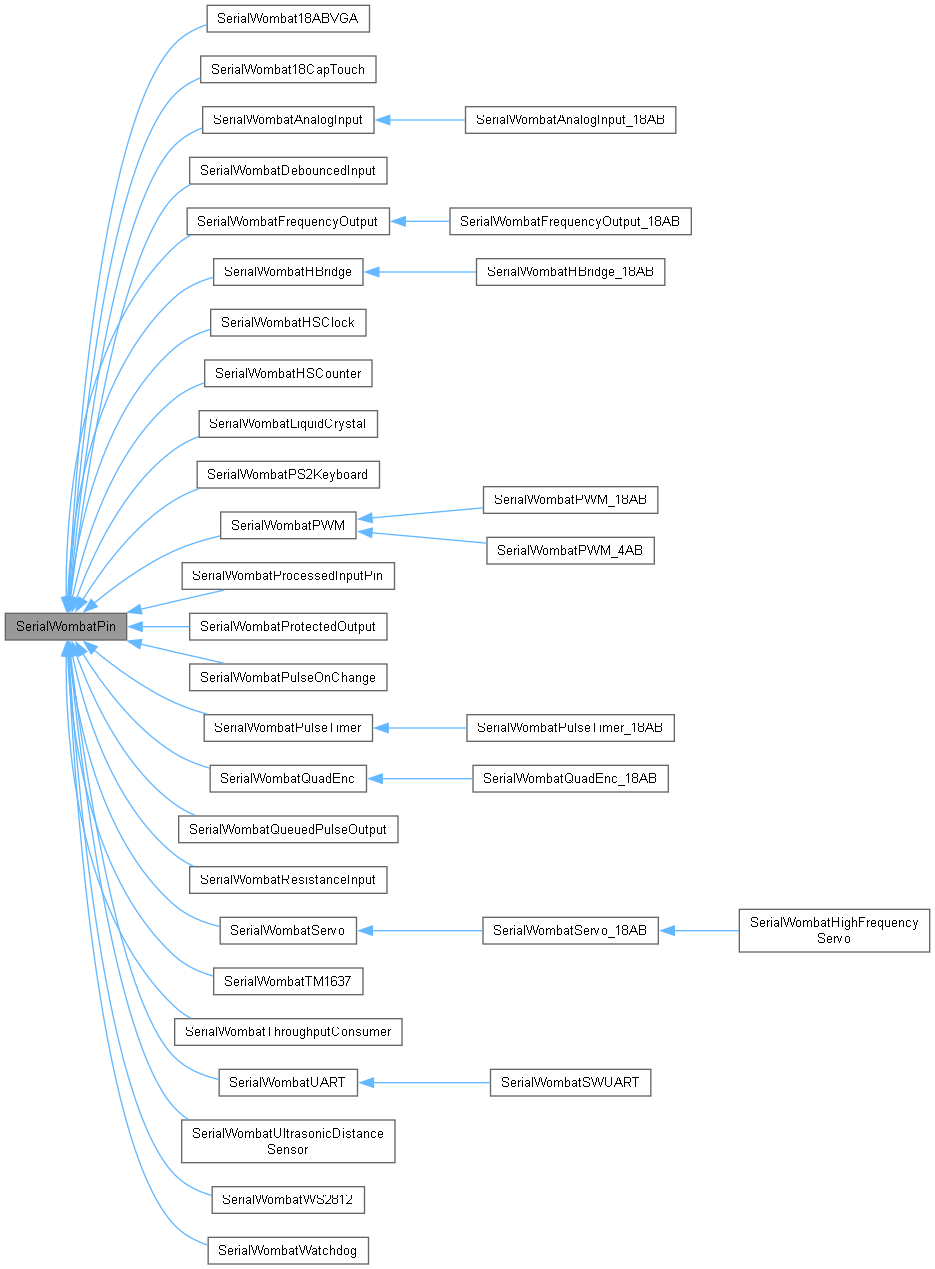 SerialWombat18ABVGA
SerialWombat18CapTouch
SerialWombatAnalogInput
SerialWombatAnalogInput_18AB
SerialWombatDebouncedInput
SerialWombatFrequencyOutput
SerialWombatFrequencyOutput_18AB
SerialWombatHBridge
SerialWombatHBridge_18AB
SerialWombatHSClock
SerialWombatHSCounter
SerialWombatLiquidCrystal
SerialWombatPS2Keyboard
SerialWombatPWM
SerialWombatPWM_18AB
SerialWombatPWM_4AB
SerialWombatProcessedInputPin
SerialWombatPin
SerialWombatProtectedOutput
SerialWombatPulseOnChange
SerialWombatPulseTimer
SerialWombatPulseTimer_18AB
SerialWombatQuadEnc
SerialWombatQuadEnc_18AB
SerialWombatQueuedPulseOutput
SerialWombatResistanceInput
SerialWombatServo
SerialWombatServo_18AB
SerialWombatHighFrequency
Servo
SerialWombatTM1637
SerialWombatThroughputConsumer
SerialWombatUART
SerialWombatSWUART
SerialWombatUltrasonicDistance
Sensor
SerialWombatWS2812
SerialWombatWatchdog